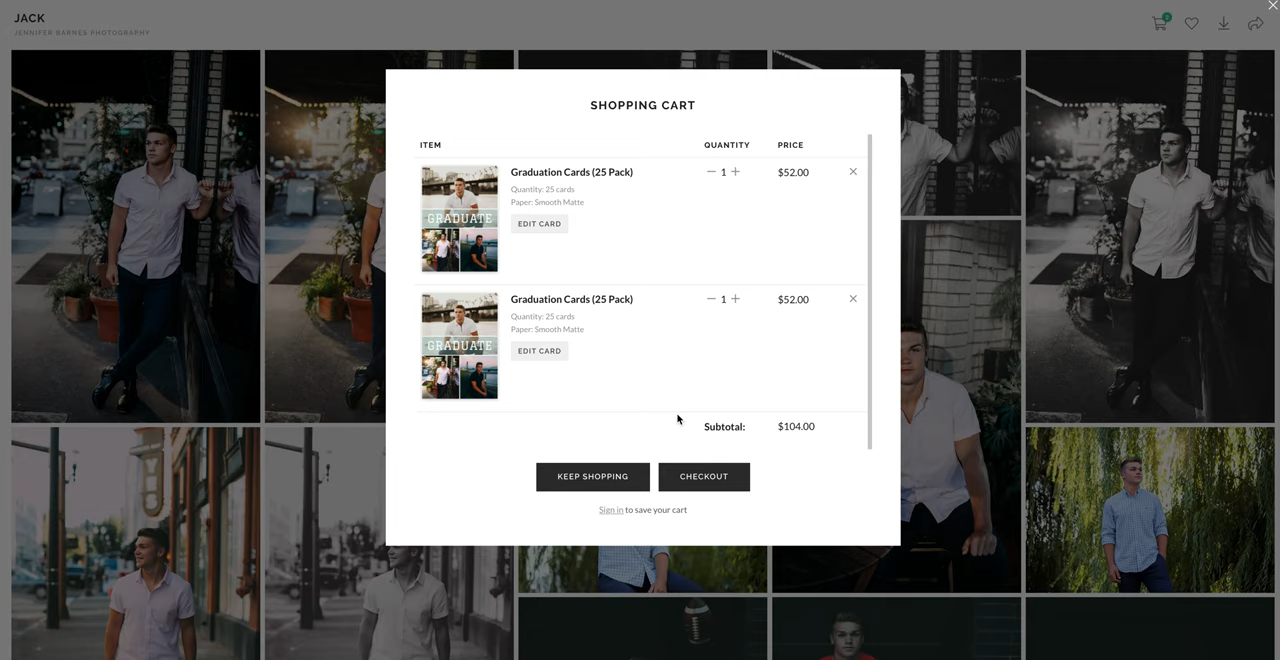 JACK
JENNIFER BARNES PHOTOGRAPHY
2
SHOPPING CART
ITEM QUANTITY PRICE
Graduation Cards (25 Pack) 1 $52.00
Quantity: 25 cards
Paper: Smooth Matte
EDIT CARD
GRADUATE
Graduation Cards (25 Pack) 1 $52.00
Quantity: 25 cards
Paper: Smooth Matte
EDIT CARD
GRADUATE
Subtotal: $104.00
KEEP SHOPPING CHECKOUT
Sign in to save your cart